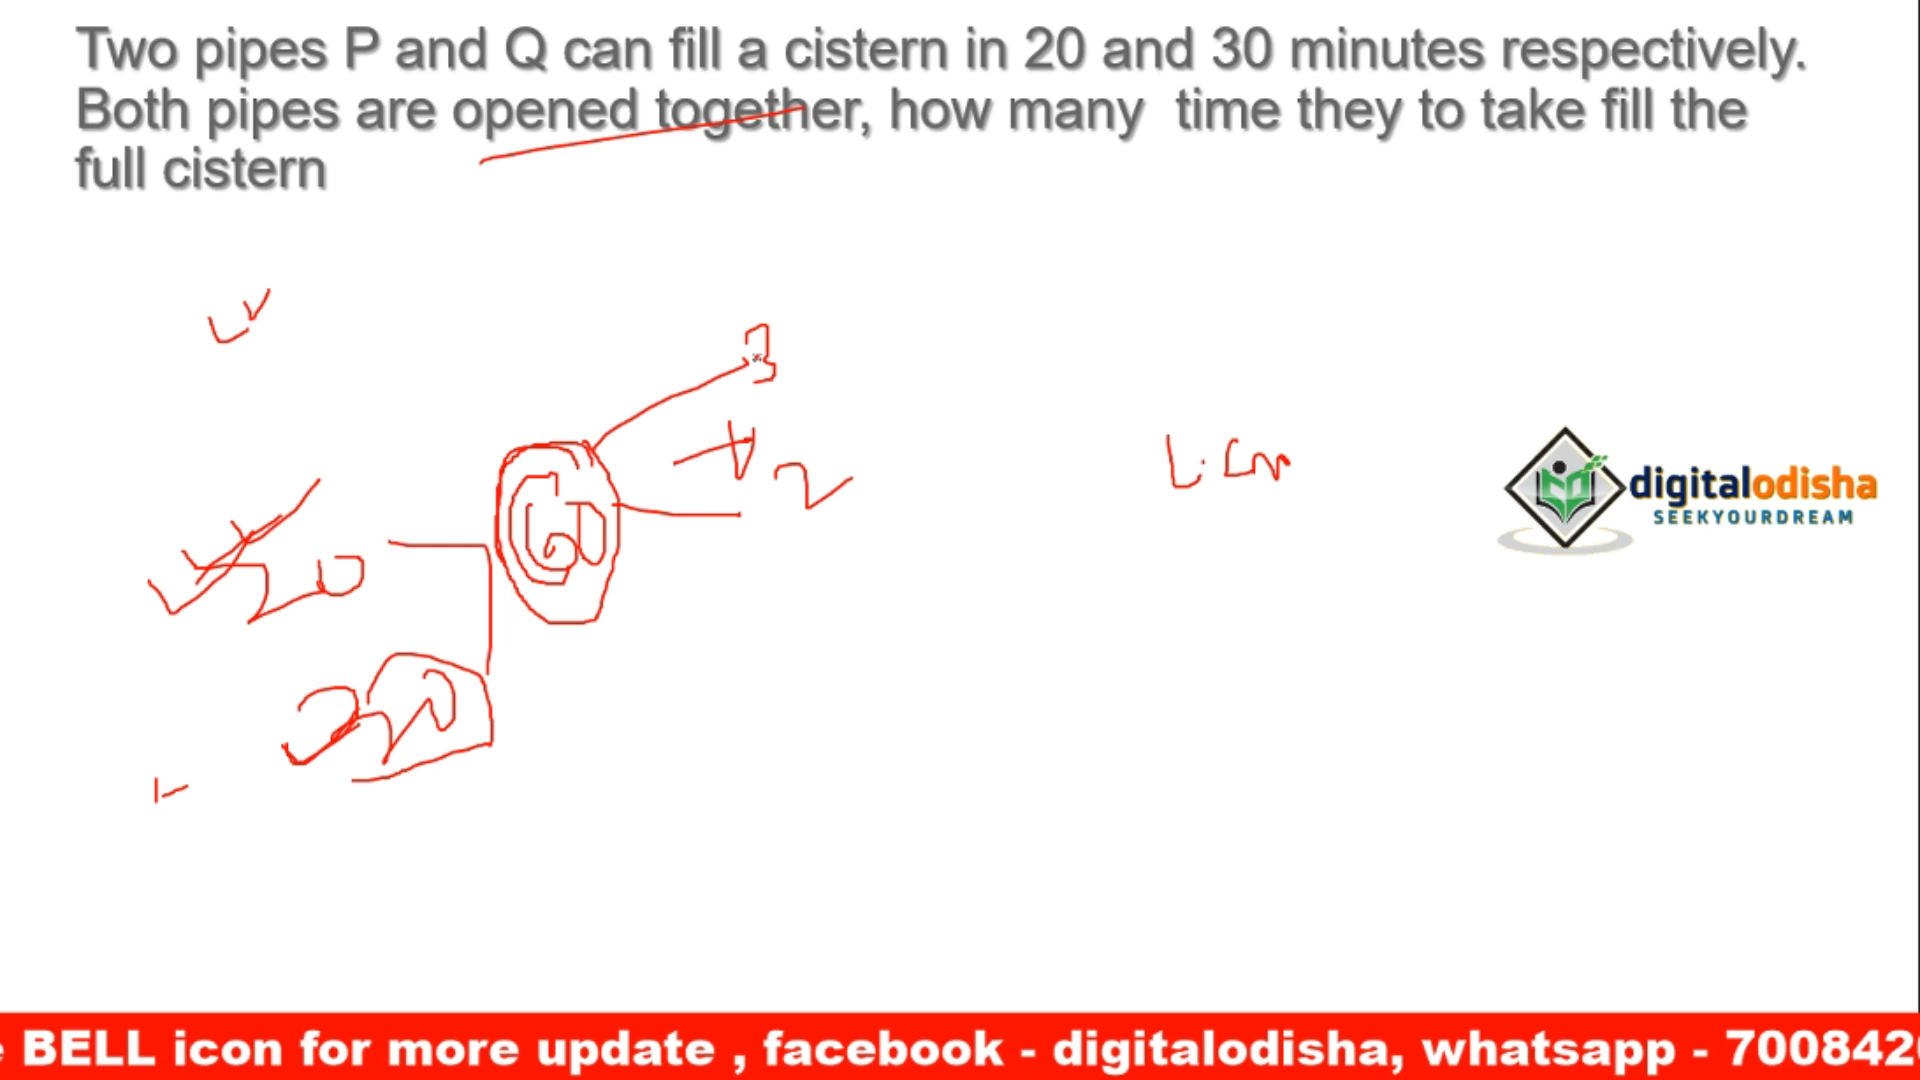 Two pipes P and Q can fill a cistern in 20 and 30 minutes respectively.
Both pipes are opened together, how many time they to take fill the
full cistern
3
2
L.cm
60
20
digitalodisha
SEEKYOURDREAM
BELL icon for more update , facebook - digitalodisha, whatsapp - 700842